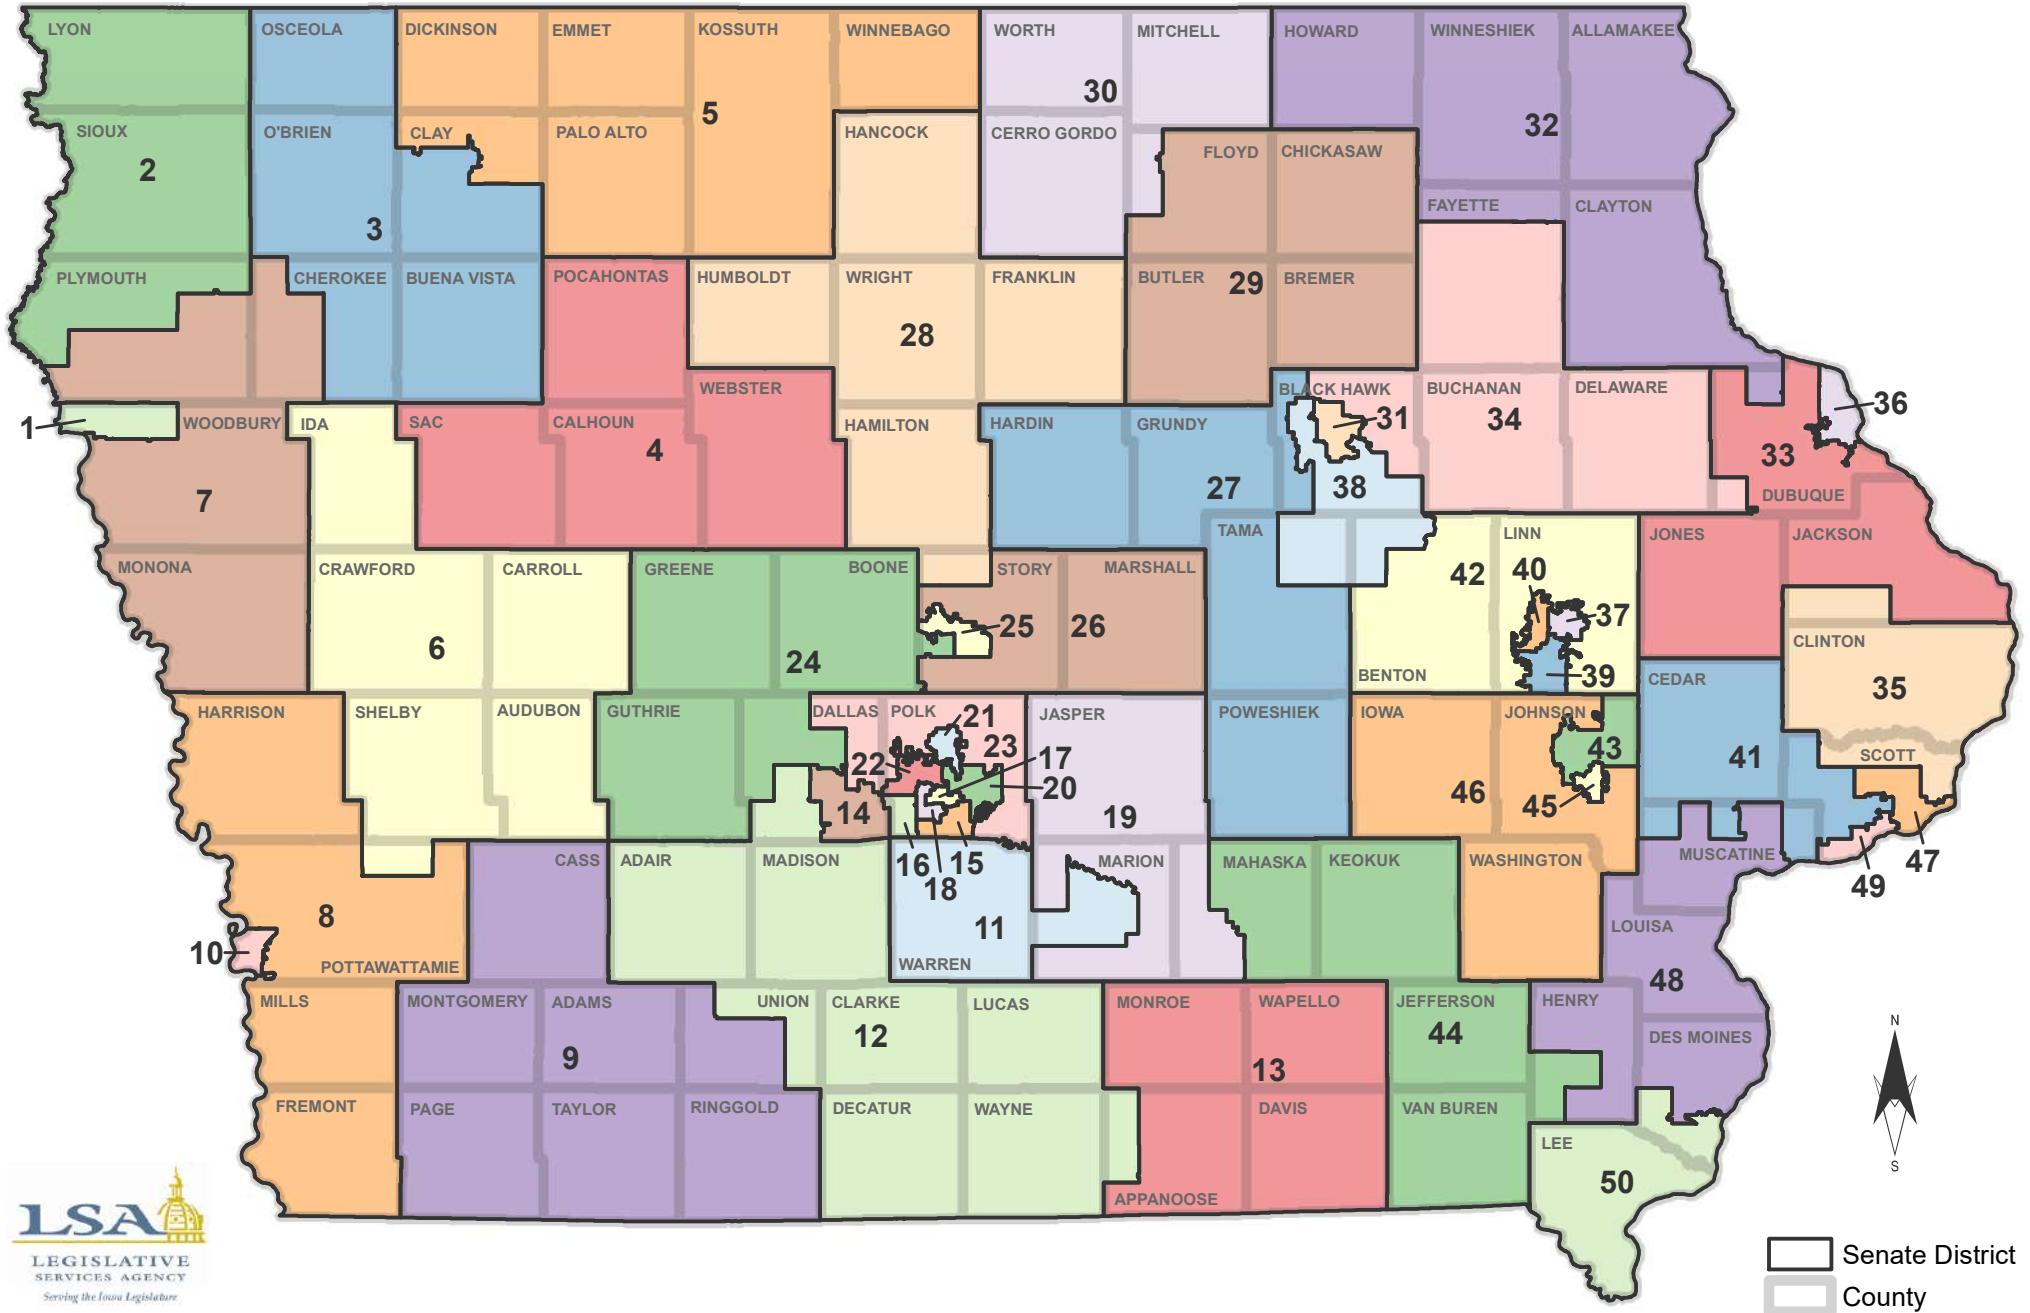 LYON
OSCEOLA
DICKINSON
EMMET
KOSSUTH
WINNEBAGO
WORTH
MITCHELL
HOWARD
WINNESHIEK
ALLAMAKEE
30
5
32
SIOUX
O'BRIEN
CLAY
PALO ALTO
HANCOCK
CERRO GORDO
FLOYD
CHICKASAW
2
FAYETTE
CLAYTON
3
PLYMOUTH
CHEROKEE
BUENA VISTA
POCAHONTAS
HUMBOLDT
WRIGHT
FRANKLIN
BUTLER
29
BREMER
28
WEBSTER
BLACK HAWK
BUCHANAN
DELAWARE
36
1
WOODBURY
IDA
SAC
CALHOUN
HAMILTON
HARDIN
GRUNDY
31
34
4
33
7
27
38
DUBUQUE
TAMA
LINN
JONES
JACKSON
MONONA
CRAWFORD
CARROLL
GREENE
BOONE
STORY
MARSHALL
42
40
37
25
26
6
24
CLINTON
BENTON
39
CEDAR
35
HARRISON
SHELBY
AUDUBON
GUTHRIE
DALLAS
POLK
21
JASPER
POWESHIEK
IOWA
JOHNSON
23
17
43
41
SCOTT
22
20
46
45
14
19
16
15
18
CASS
ADAIR
MADISON
MARION
MAHASKA
KEOKUK
WASHINGTON
MUSCATINE
47
49
8
11
LOUISA
10
POTTAWATTAMIE
WARREN
48
MILLS
MONTGOMERY
ADAMS
UNION
CLARKE
LUCAS
MONROE
WAPELLO
JEFFERSON
HENRY
N
12
44
DES MOINES
9
13
FREMONT
PAGE
TAYLOR
RINGGOLD
DECATUR
WAYNE
DAVIS
VAN BUREN
LEE
S
50
APPANOOSE
LSA
LEGISLATIVE
SERVICES AGENCY
Serving the Iowa Legislature
Senate District
County